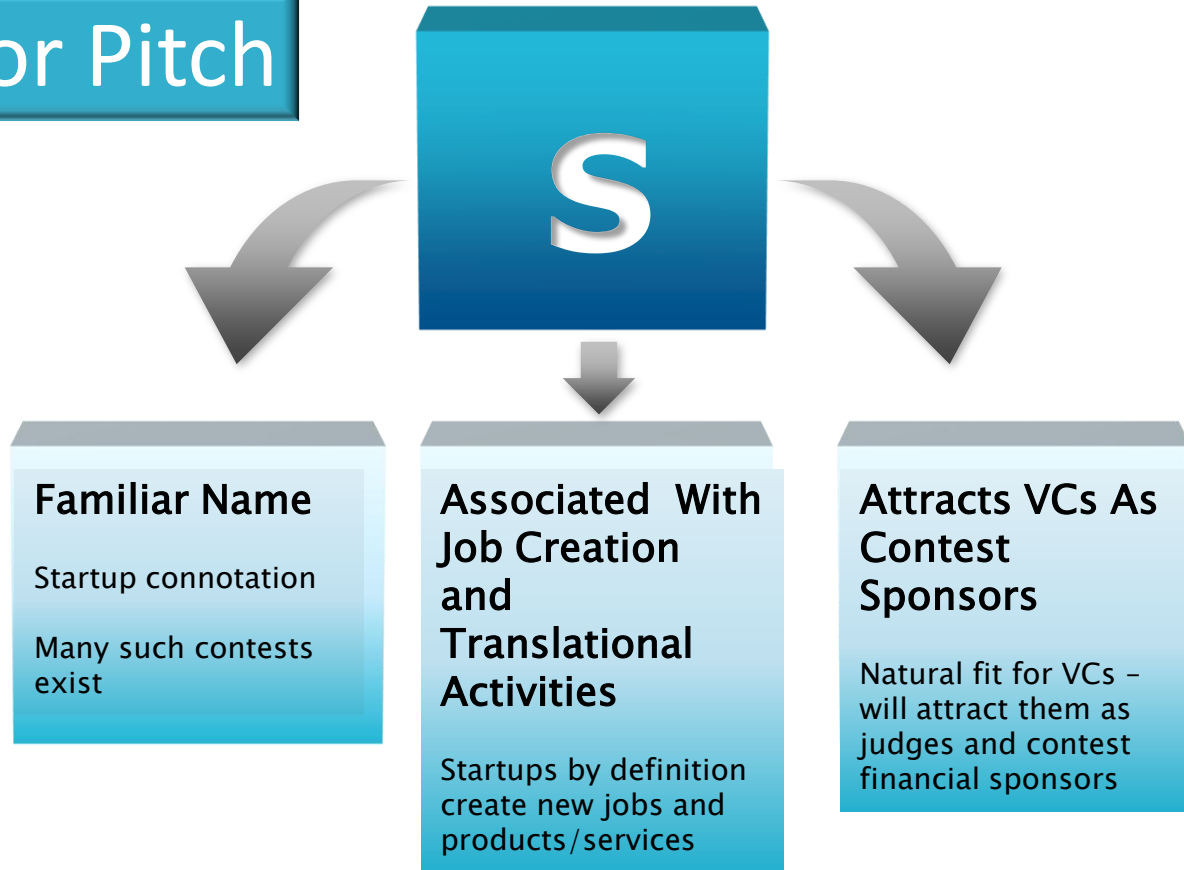 or Pitch
S
Familiar Name
Startup connotation
Many such contests
exist
Associated With
Job Creation
and
Translational
Activities
Startups by definition
create new jobs and
products/services
Attracts VCs As
Contest
Sponsors
Natural fit for VCs –
will attract them as
judges and contest
financial sponsors